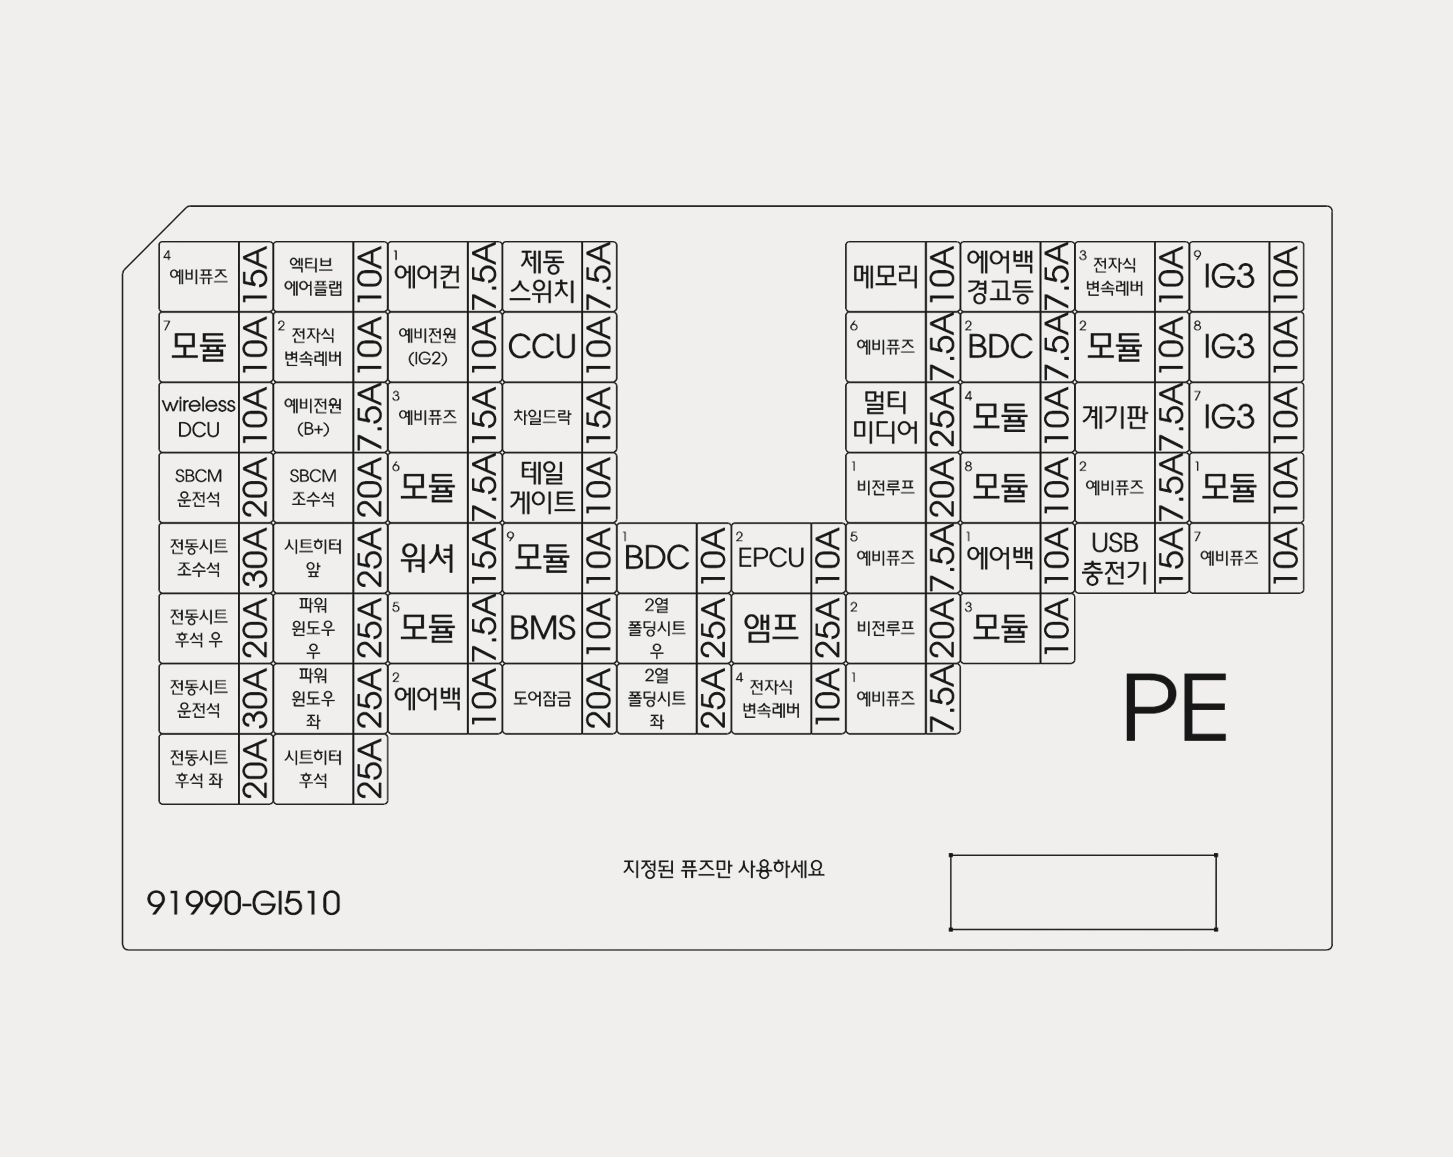 4 예비퓨즈 15A 엑티브 에어플랩 10A 1 에어컨 7.5A 제동 스위치 7.5A 메모리 10A 에어백 경고등 7.5A 3 전자식 변속레버 10A 9 IG3 10A
7 모듈 10A 2 전자식 변속레버 10A 예비전원 (IG2) 10A CCU 10A 6 예비퓨즈 7.5A 2 BDC 7.5A 2 모듈 10A 8 IG3 10A
wireless DCU 10A 예비전원 (B+) 7.5A 3 예비퓨즈 15A 차일드락 15A 멀티 미디어 25A 4 모듈 10A 계기판 7.5A 7 IG3 10A
SBCM 운전석 20A SBCM 조수석 20A 6 모듈 7.5A 테일 게이트 10A 1 비전루프 20A 8 모듈 10A 2 예비퓨즈 7.5A 1 모듈 10A
전동시트 조수석 30A 시트히터 앞 25A 워셔 15A 9 모듈 10A 1 BDC 10A 2 EPCU 10A 5 예비퓨즈 7.5A 1 에어백 10A USB 충전기 15A 7 예비퓨즈 10A
전동시트 후석 우 20A 파워 윈도우 우 25A 5 모듈 7.5A BMS 10A 2열 폴딩시트 우 25A 앰프 25A 2 비전루프 20A 3 모듈 10A
전동시트 운전석 30A 파워 윈도우 좌 25A 2 에어백 10A 도어잠금 20A 2열 폴딩시트 좌 25A 4 전자식 변속레버 10A 1 예비퓨즈 7.5A
전동시트 후석 좌 20A 시트히터 후석 25A
PE
지정된 퓨즈만 사용하세요
91990-GI510